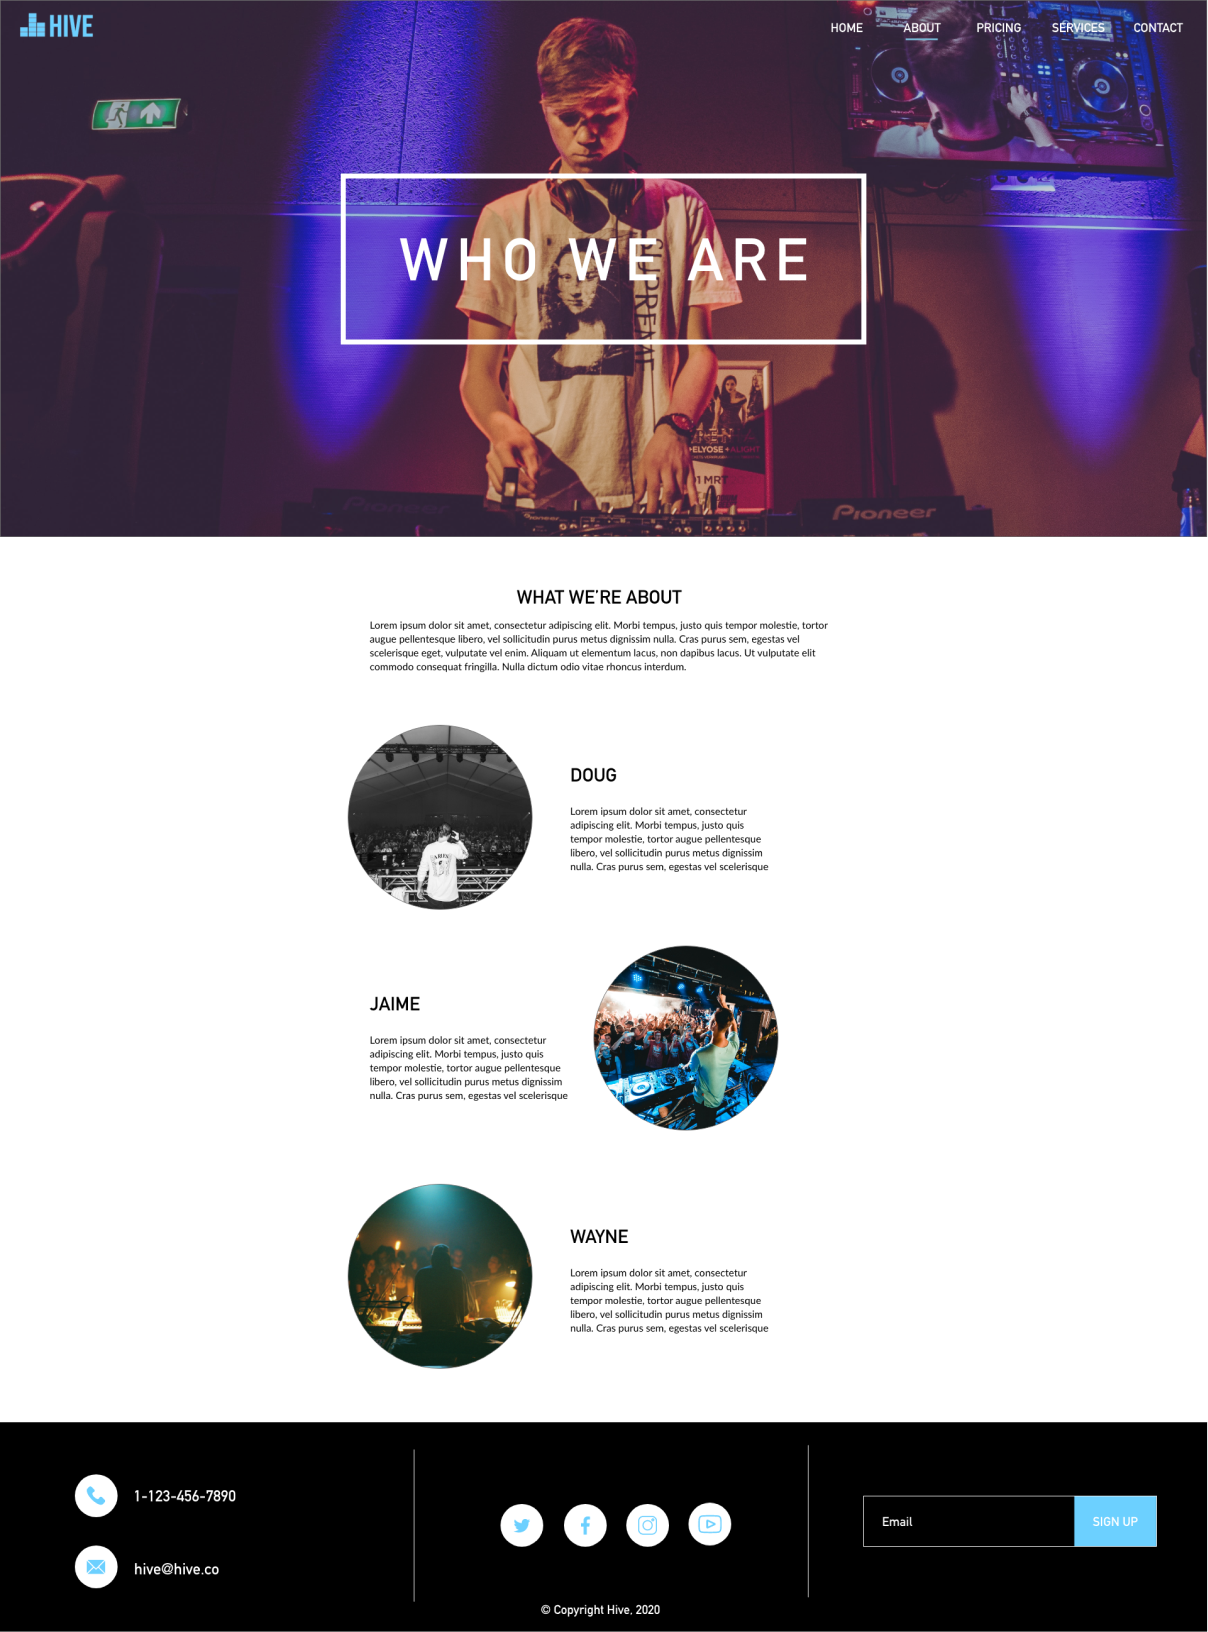 HIVE
HOME ABOUT PRICING SERVICES CONTACT
WHO WE ARE
PREME
ELYOSE ALIGHT
01 MRT
Pioneer
Pioneer
Pioneer
WHAT WE'RE ABOUT
Lorem ipsum dolor sit amet, consectetur adipiscing elit. Morbi tempus, justo quis tempor molestie, tortor
augue pellentesque libero, vel sollicitudin purus metus dignissim nulla. Cras purus sem, egestas vel
scelerisque eget, vulputate vel enim. Aliquam ut elementum lacus, non dapibus lacus. Ut vulputate elit
commodo consequat fringilla. Nulla dictum odio vitae rhoncus interdum.
DOUG
Lorem ipsum dolor sit amet, consectetur
adipiscing elit. Morbi tempus, justo quis
tempor molestie, tortor augue pellentesque
libero, vel sollicitudin purus metus dignissim
nulla. Cras purus sem, egestas vel scelerisque
JAIME
Lorem ipsum dolor sit amet, consectetur
adipiscing elit. Morbi tempus, justo quis
tempor molestie, tortor augue pellentesque
libero, vel sollicitudin purus metus dignissim
nulla. Cras purus sem, egestas vel scelerisque
WAYNE
Lorem ipsum dolor sit amet, consectetur
adipiscing elit. Morbi tempus, justo quis
tempor molestie, tortor augue pellentesque
libero, vel sollicitudin purus metus dignissim
nulla. Cras purus sem, egestas vel scelerisque
1-123-456-7890
hive@hive.co
Email
SIGN UP
© Copyright Hive, 2020